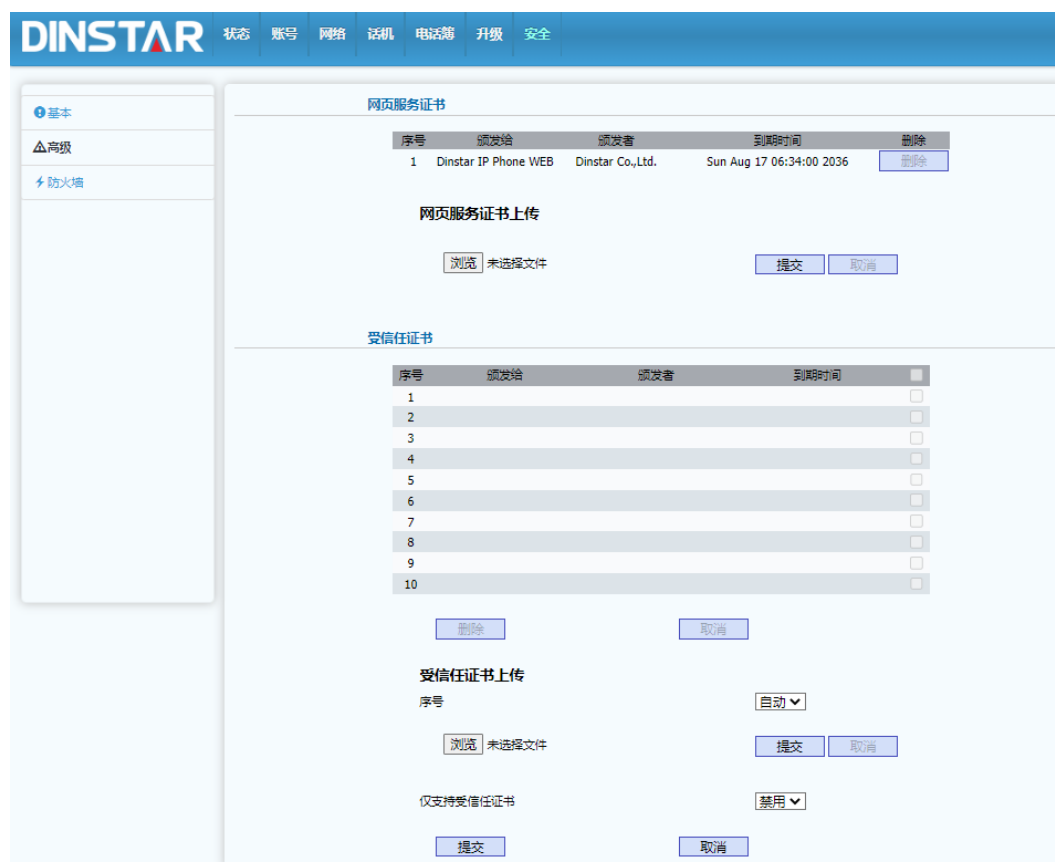 DINSTAR 状态 账号 网络 话机 电话簿 升级 安全
基本
高级
防火墙
网页服务证书
序号 颁发给 颁发者 到期时间 删除
1 Dinstar IP Phone WEB Dinstar Co.,Ltd. Sun Aug 17 06:34:00 2036 删除
网页服务证书上传
浏览 未选择文件 提交 取消
受信任证书
序号 颁发给 颁发者 到期时间
1
2
3
4
5
6
7
8
9
10
删除 取消
受信任证书上传
序号 自动
浏览 未选择文件 提交 取消
仅支持受信任证书 禁用
提交 取消